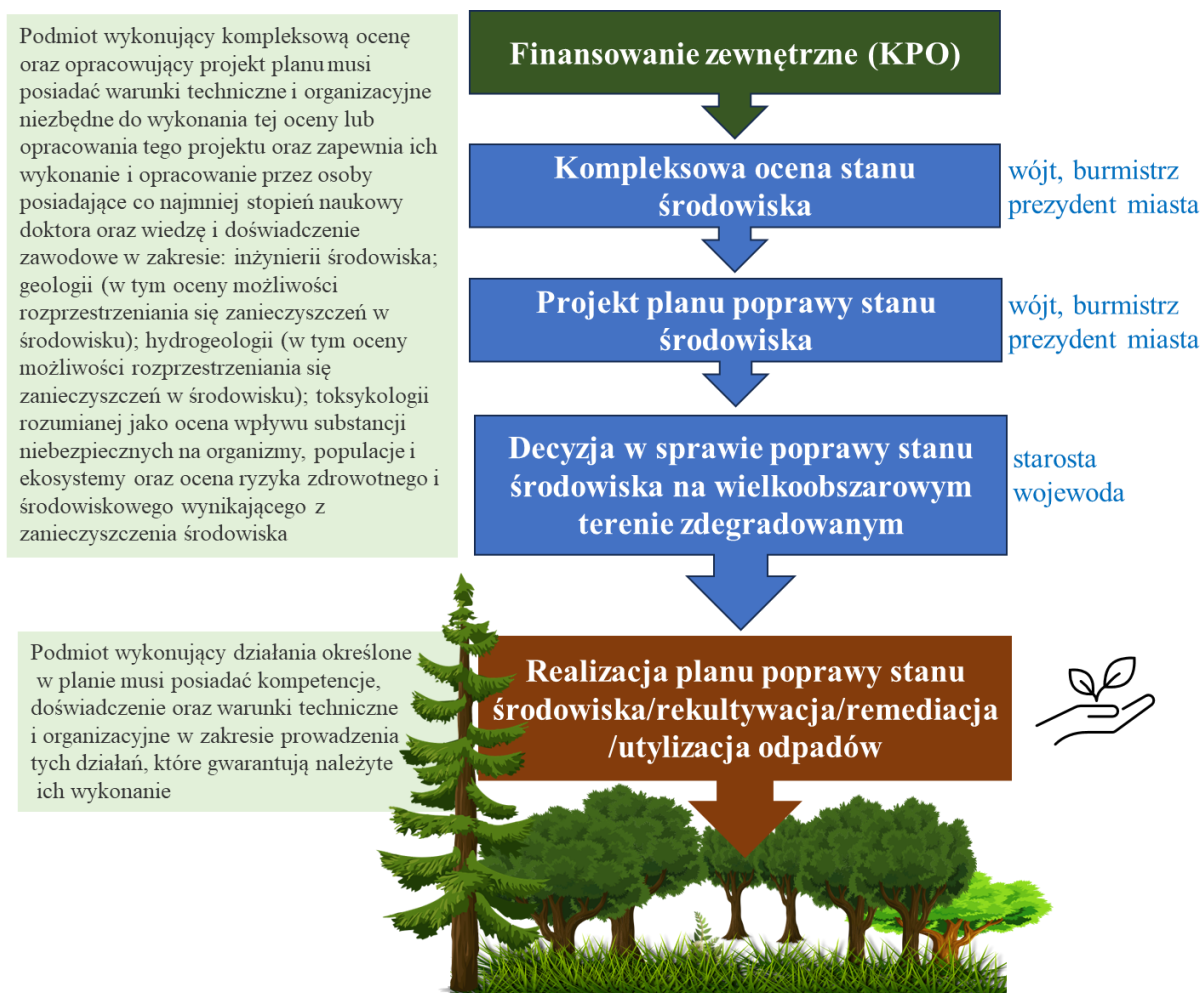 Podmiot wykonujący kompleksową ocenę
oraz opracowujący projekt planu musi
posiadać warunki techniczne i organizacyjne
niezbędne do wykonania tej oceny lub
opracowania tego projektu oraz zapewnia ich
wykonanie i opracowanie przez osoby
posiadające co najmniej stopień naukowy
doktora oraz wiedzę i doświadczenie
zawodowe w zakresie: inżynierii środowiska;
geologii (w tym oceny możliwości
rozprzestrzeniania się zanieczyszczeń w
środowisku); hydrogeologii (w tym oceny
możliwości rozprzestrzeniania się
zanieczyszczeń w środowisku); toksykologii
rozumianej jako ocena wpływu substancji
niebezpiecznych na organizmy, populacje i
ekosystemy oraz ocena ryzyka zdrowotnego i
środowiskowego wynikającego z
zanieczyszczenia środowiska
Finansowanie zewnętrzne (KPO)
Kompleksowa ocena stanu
środowiska
wójt, burmistrz
prezydent miasta
Projekt planu poprawy stanu
środowiska
wójt, burmistrz
prezydent miasta
Decyzja w sprawie poprawy stanu
środowiska na wielkoobszarowym
terenie zdegradowanym
starosta
wojewoda
Podmiot wykonujący działania określone
w planie musi posiadać kompetencje,
doświadczenie oraz warunki techniczne
i organizacyjne w zakresie prowadzenia
tych działań, które gwarantują należyte
ich wykonanie
Realizacja planu poprawy stanu
środowiska/rekultywacja/remediacja
/utylizacja odpadów